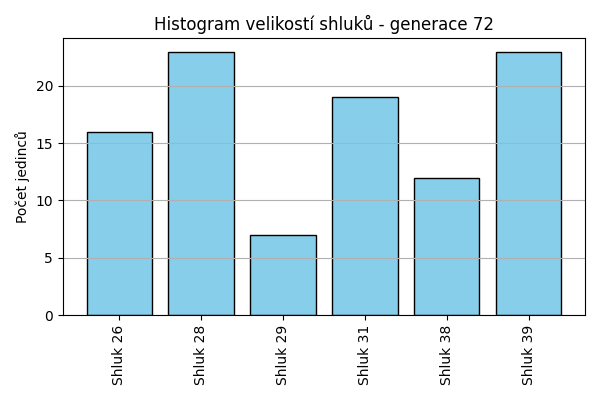 Histogram velikostí shluků - generace 72
Počet jedinců
20
15
10
5
0
Shluk 26
Shluk 28
Shluk 29
Shluk 31
Shluk 38
Shluk 39